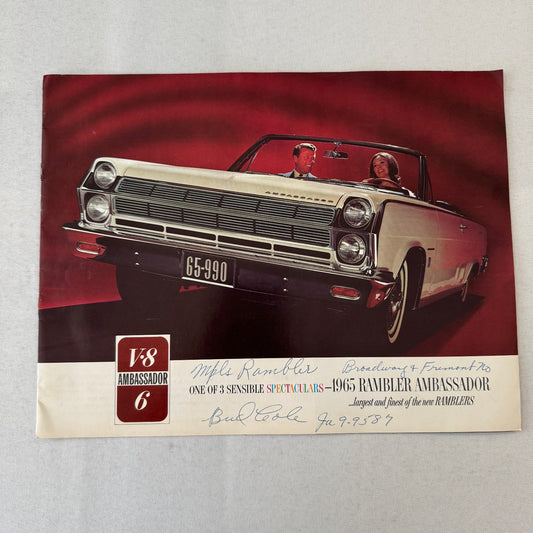 AMBASSADOR
65-990
V·8
AMBASSADOR
6
Mpls Rambler Broadway & Fremont No
ONE OF 3 SENSIBLE SPECTACULARS—1965 RAMBLER AMBASSADOR
...largest and finest of the new RAMBLERS
Bud Cole Ju 9-9587